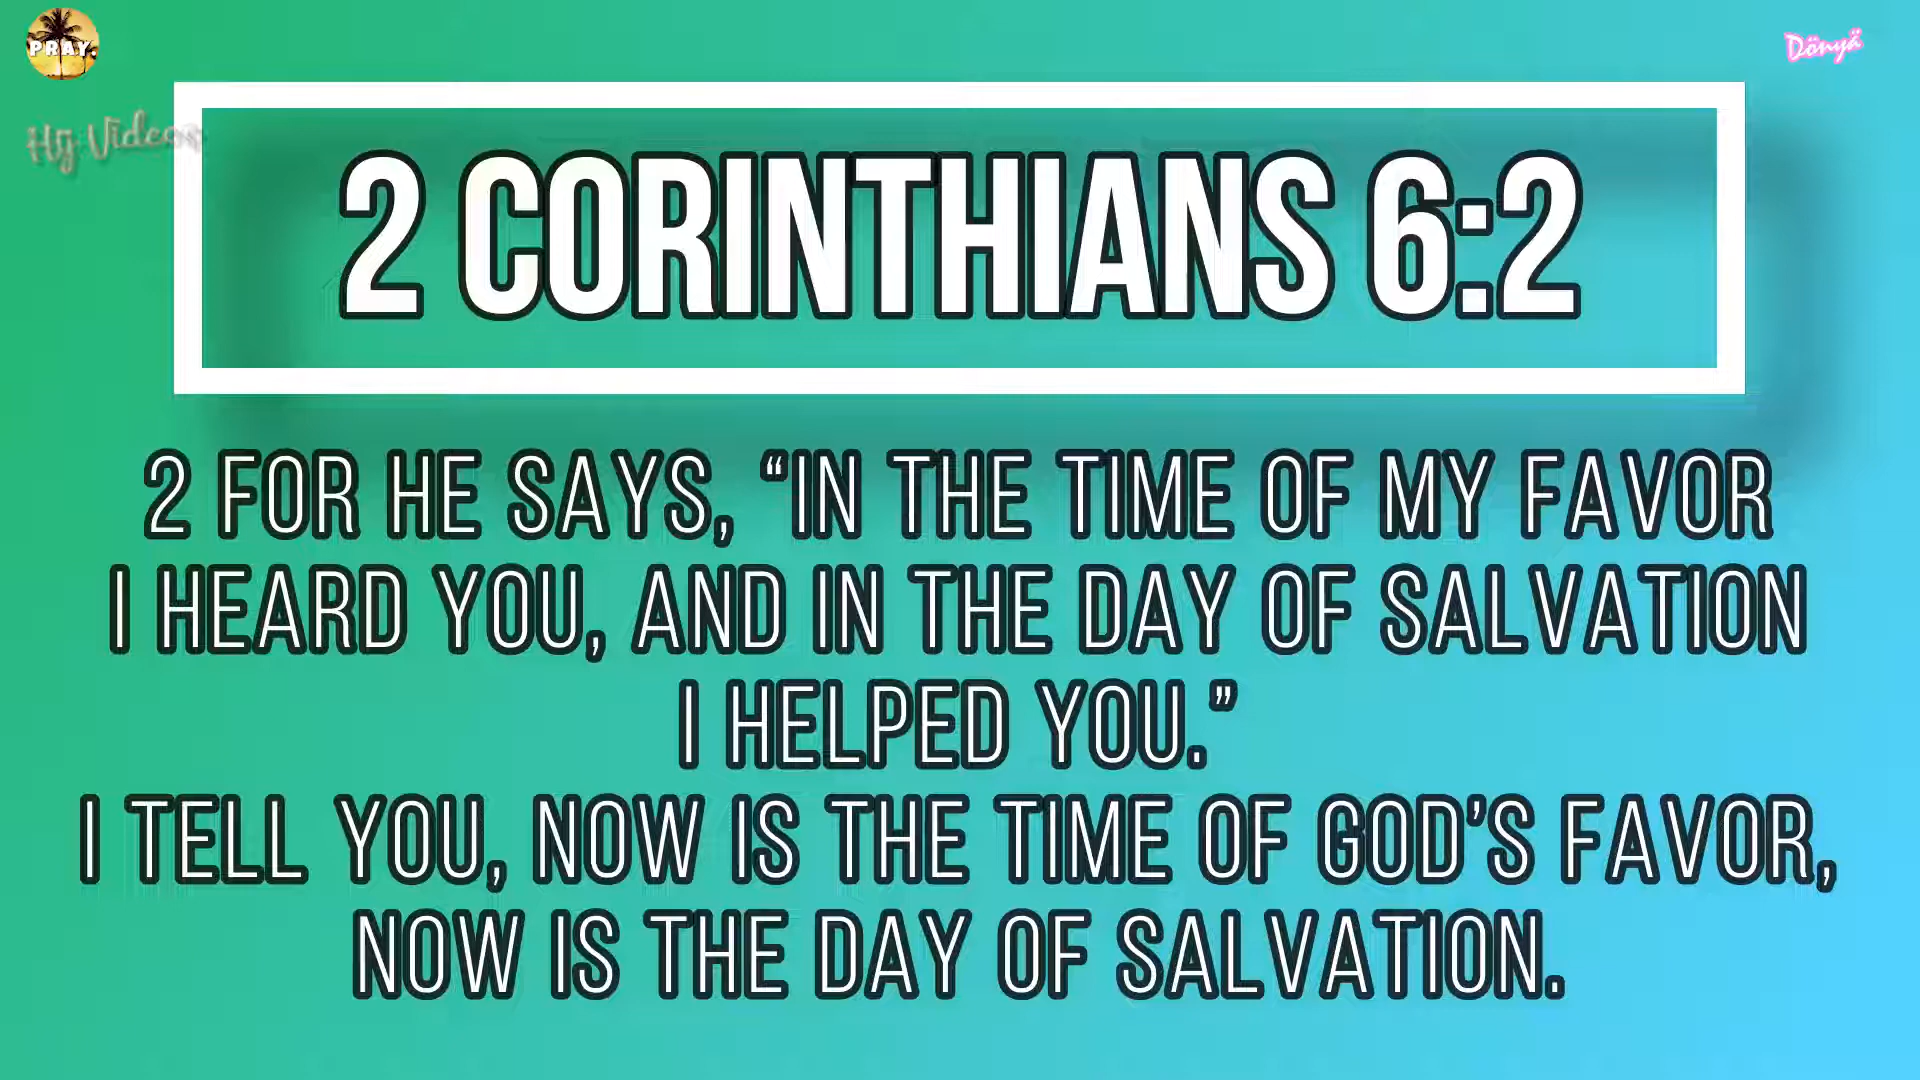 PRAY.
Dönyä
Hÿ Videos
2 CORINTHIANS 6:2
2 FOR HE SAYS, “IN THE TIME OF MY FAVOR
I HEARD YOU, AND IN THE DAY OF SALVATION
I HELPED YOU.”
I TELL YOU, NOW IS THE TIME OF GOD’S FAVOR,
NOW IS THE DAY OF SALVATION.